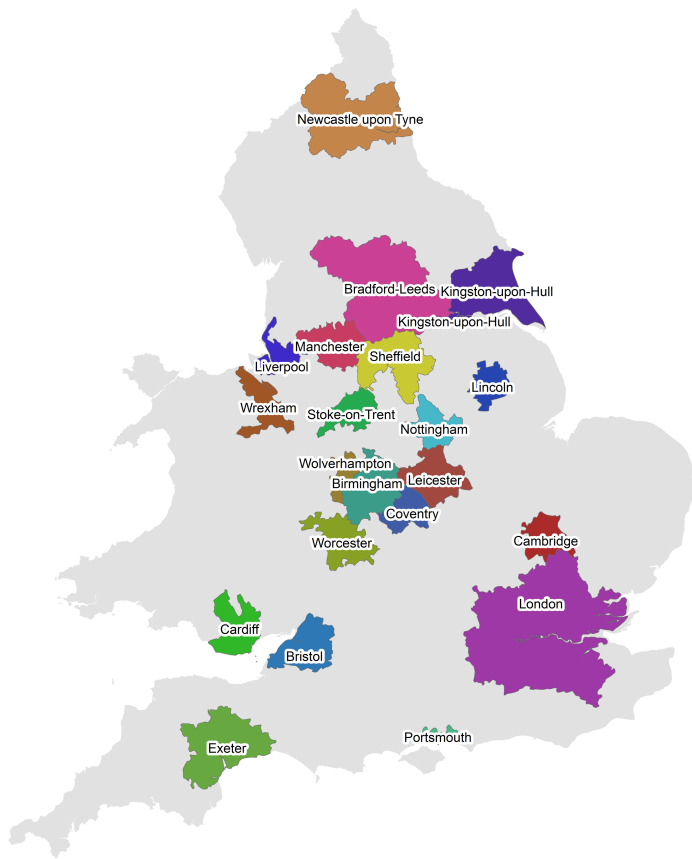 Newcastle upon Tyne
Bradford-Leeds
Kingston-upon-Hull
Kingston-upon-Hull
Manchester
Sheffield
Liverpool
Lincoln
Wrexham
Stoke-on-Trent
Nottingham
Wolverhampton
Leicester
Birmingham
Coventry
Worcester
Cambridge
London
Cardiff
Bristol
Portsmouth
Exeter